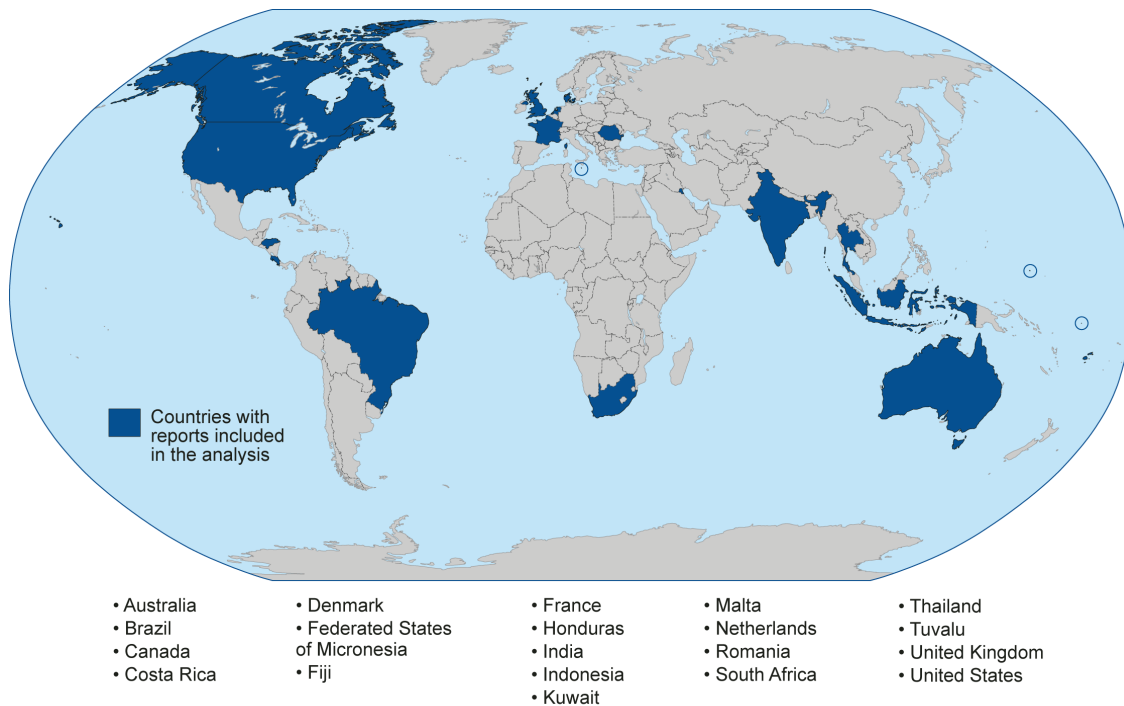 Countries with
reports included
in the analysis
• Australia
• Brazil
• Canada
• Costa Rica
• Denmark
• Federated States
of Micronesia
• Fiji
• France
• Honduras
• India
• Indonesia
• Kuwait
• Malta
• Netherlands
• Romania
• South Africa
• Thailand
• Tuvalu
• United Kingdom
• United States